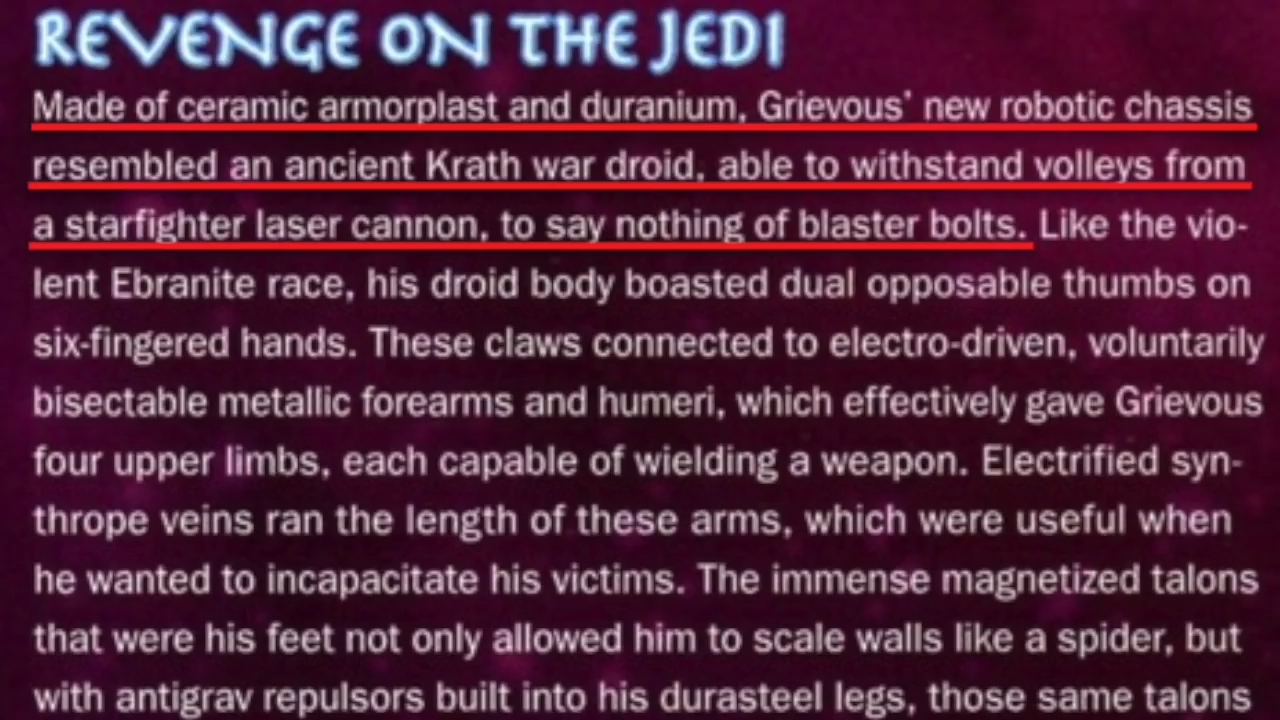 REVENGE ON THE JEDI
Made of ceramic armorplast and duranium, Grievous' new robotic chassis
resembled an ancient Krath war droid, able to withstand volleys from
a starfighter laser cannon, to say nothing of blaster bolts. Like the vio-
lent Ebranite race, his droid body boasted dual opposable thumbs on
six-fingered hands. These claws connected to electro-driven, voluntarily
bisectable metallic forearms and humeri, which effectively gave Grievous
four upper limbs, each capable of wielding a weapon. Electrified syn-
thrope veins ran the length of these arms, which were useful when
he wanted to incapacitate his victims. The immense magnetized talons
that were his feet not only allowed him to scale walls like a spider, but
with antigrav repulsors built into his durasteel legs, those same talons